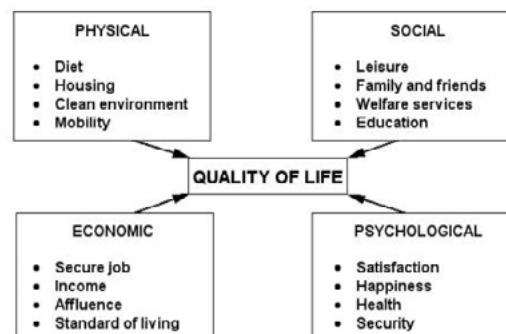 PHYSICAL
• Diet
• Housing
• Clean environment
• Mobility
SOCIAL
• Leisure
• Family and friends
• Welfare services
• Education
QUALITY OF LIFE
ECONOMIC
• Secure job
• Income
• Affluence
• Standard of living
PSYCHOLOGICAL
• Satisfaction
• Happiness
• Health
• Security